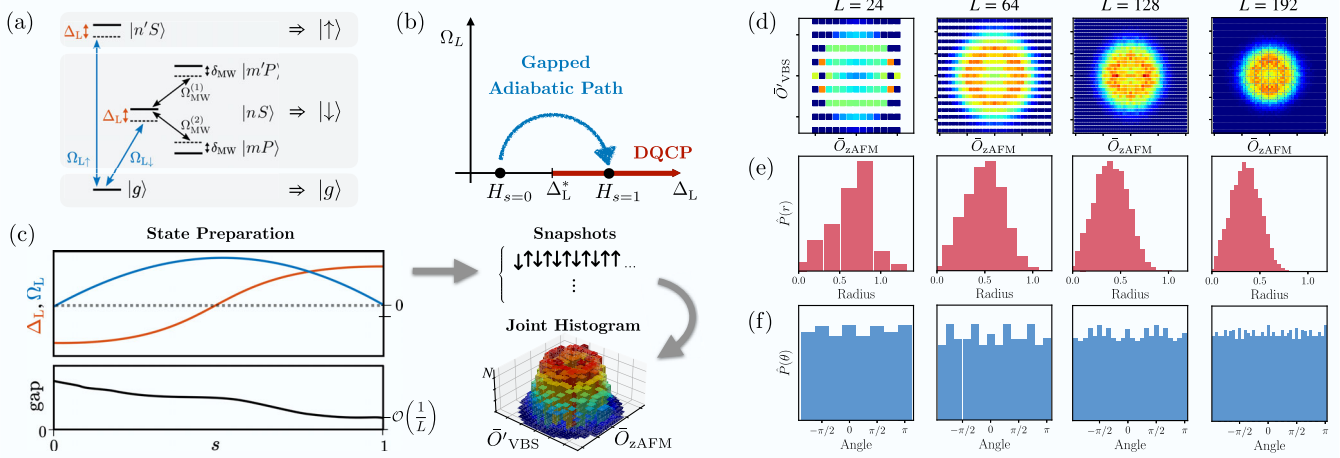 (a)
Δ_L
|n′S⟩ ⇒ |↑⟩
δ_MW |m′P⟩
Ω_MW^(1)
Δ_L
|nS⟩ ⇒ |↓⟩
Ω_MW^(2)
δ_MW |mP⟩
Ω_L↑
Ω_L↓
|g⟩ ⇒ |g⟩
(b)
Ω_L
Gapped
Adiabatic Path
DQCP
H_{s=0} Δ_L^* H_{s=1} Δ_L
(c)
State Preparation
Δ_L, Ω_L
0
gap
O(1/L)
0
0 s 1
Snapshots
↓↑↑↓↑↓↑↓↑↓↑↑ ...
⋮
Joint Histogram
N
Ō′_VBS Ō_zAFM
(d)
L = 24 L = 64 L = 128 L = 192
Ō′_VBS
Ō_zAFM Ō_zAFM Ō_zAFM Ō_zAFM
(e)
P̂(r)
0.0 0.5 1.0 0.0 0.5 1.0 0.0 0.5 1.0 0.0 0.5 1.0
Radius Radius Radius Radius
(f)
P̂(θ)
−π/2 0 π/2 π −π/2 0 π/2 π −π/2 0 π/2 π −π/2 0 π/2 π
Angle Angle Angle Angle